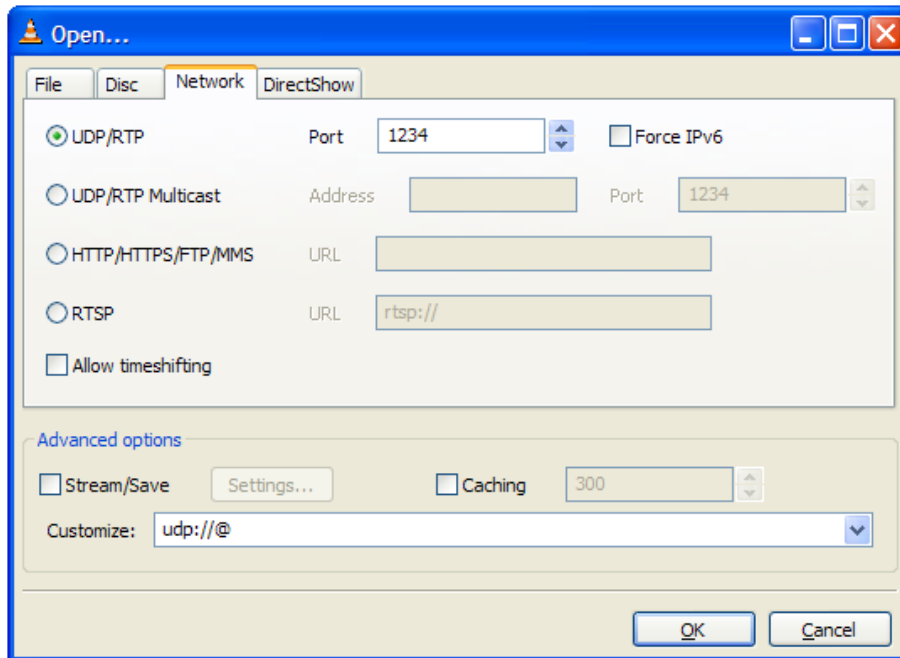 Open...
File Disc Network DirectShow
UDP/RTP Port 1234 Force IPv6
UDP/RTP Multicast Address Port 1234
HTTP/HTTPS/FTP/MMS URL
RTSP URL rtsp://
Allow timeshifting
Advanced options
Stream/Save Settings... Caching 300
Customize: udp://@
OK Cancel